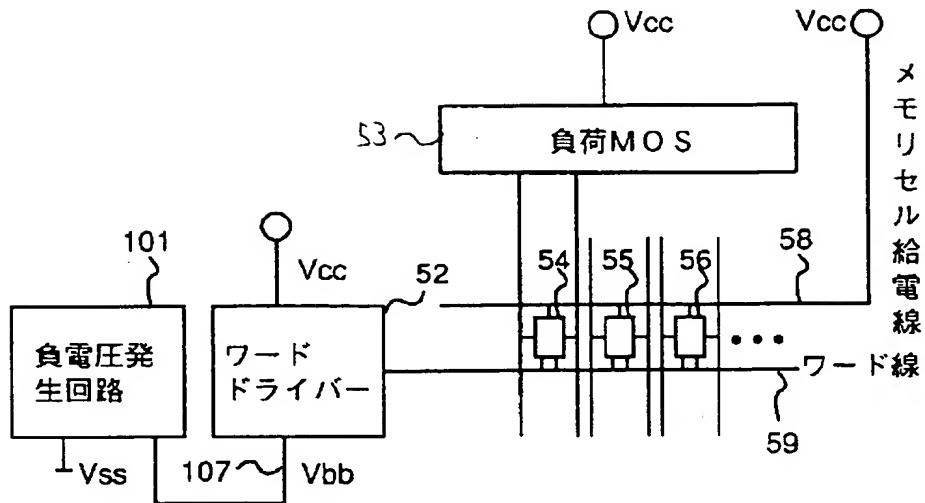 Vcc
Vcc
メモリセル給電線
53
負荷MOS
101
Vcc
52
54
55
56
58
負電圧発
生回路
ワード
ドライバー
ワード線
59
Vss
107
Vbb